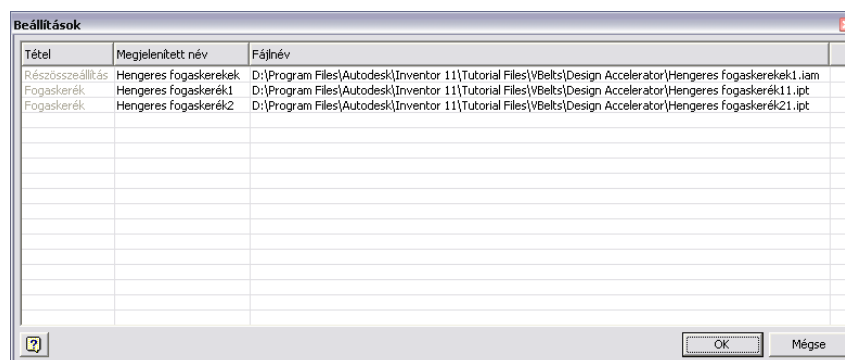 Beállítások
Tétel Megjelenített név Fájlnév
Részösszeállítás Hengeres fogaskerekek D:\Program Files\Autodesk\Inventor 11\Tutorial Files\VBelts\Design Accelerator\Hengeres fogaskerekek1.iam
Fogaskerék Hengeres fogaskerék1 D:\Program Files\Autodesk\Inventor 11\Tutorial Files\VBelts\Design Accelerator\Hengeres fogaskerék11.ipt
Fogaskerék Hengeres fogaskerék2 D:\Program Files\Autodesk\Inventor 11\Tutorial Files\VBelts\Design Accelerator\Hengeres fogaskerék21.ipt
? OK Mégse